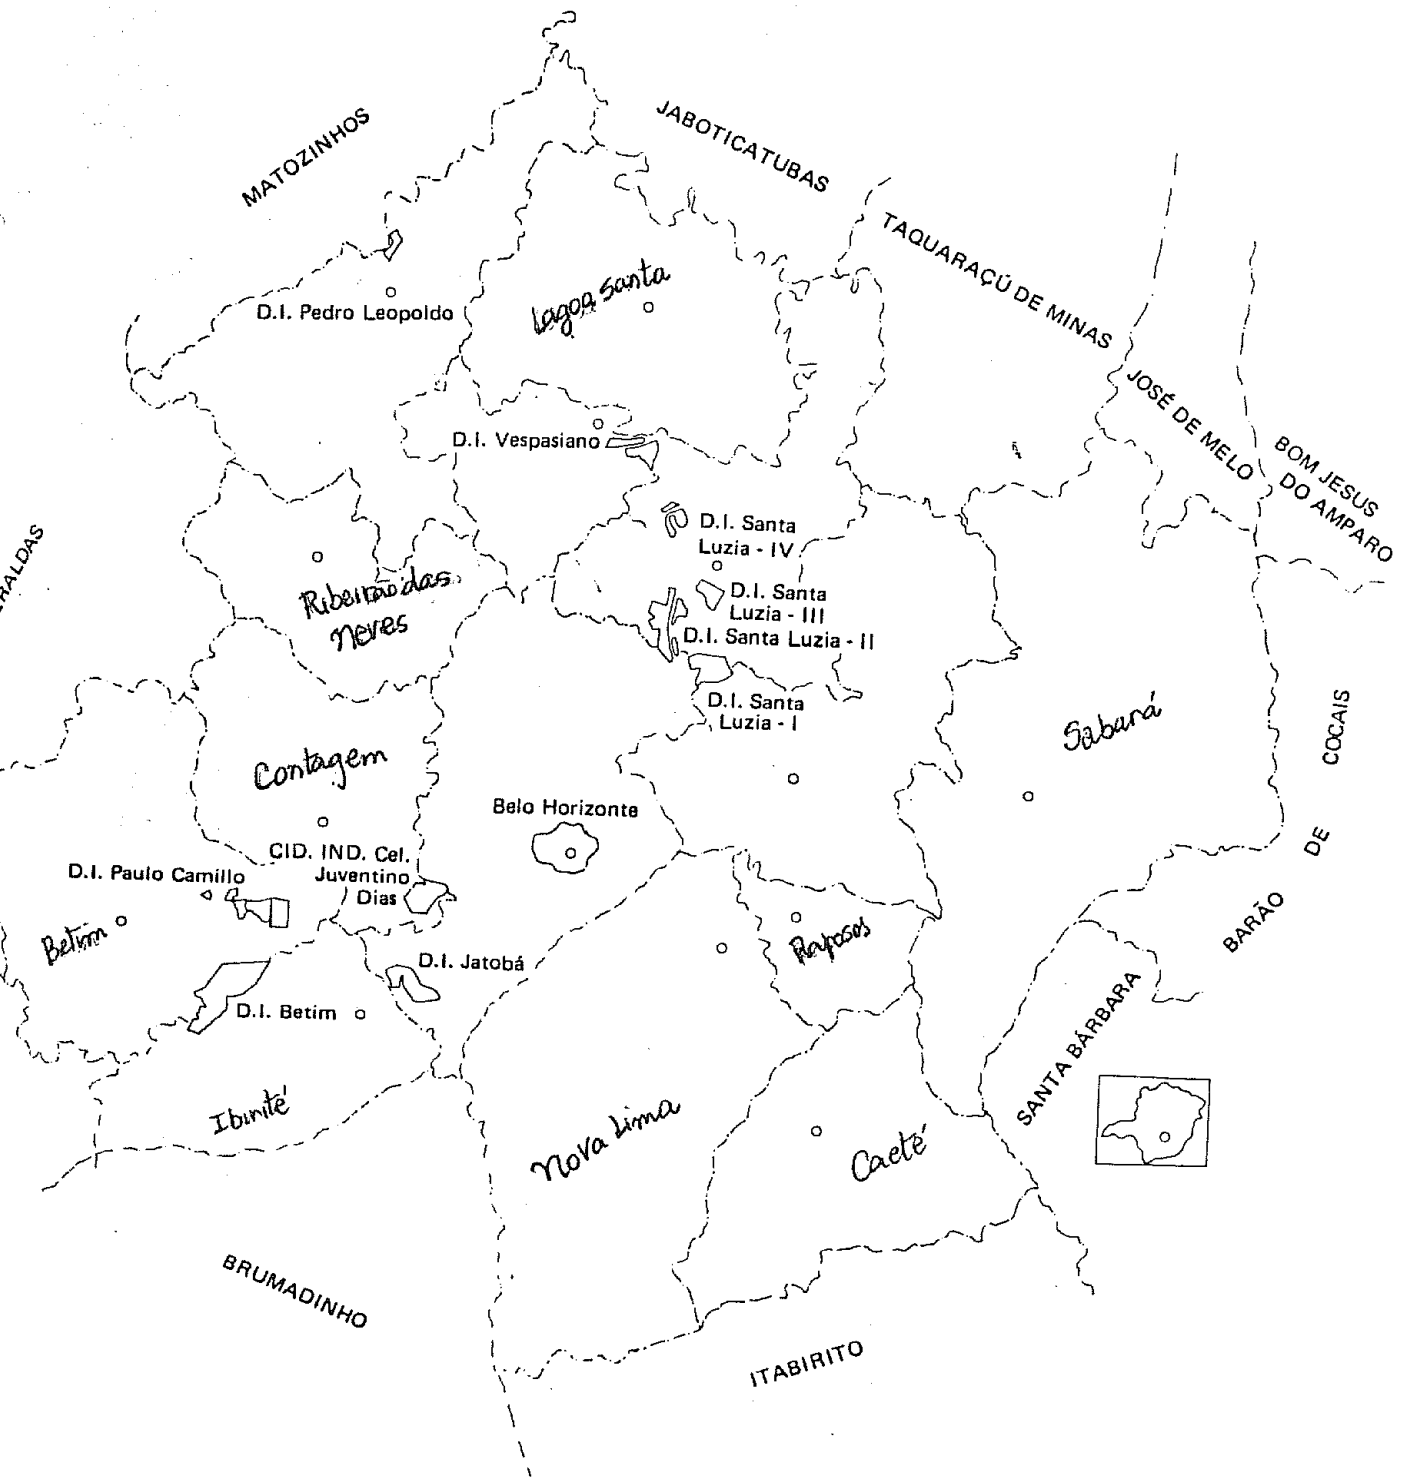 MATOZINHOS
JABOTICATUBAS
TAQUARAÇÚ DE MINAS
Lagoa Santa
D.I. Pedro Leopoldo
JOSÉ DE MELO
BOM JESUS
DO AMPARO
D.I. Vespasiano
D.I. Santa
Luzia - IV
RALDAS
Ribeirão das
neves
D.I. Santa
Luzia - III
D.I. Santa Luzia - II
D.I. Santa
Luzia - I
Sabará
COCAIS
DE
BARÃO
Contagem
Belo Horizonte
CID. IND. Cel.
Juventino
Dias
D.I. Paulo Camillo
Betim
Raposos
D.I. Jatobá
D.I. Betim
SANTA BÁRBARA
Ibirité
Nova Lima
Caeté
BRUMADINHO
ITABIRITO